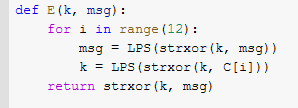 def E(k, msg):
    for i in range(12):
        msg = LPS(strxor(k, msg))
        k = LPS(strxor(k, C[i]))
    return strxor(k, msg)